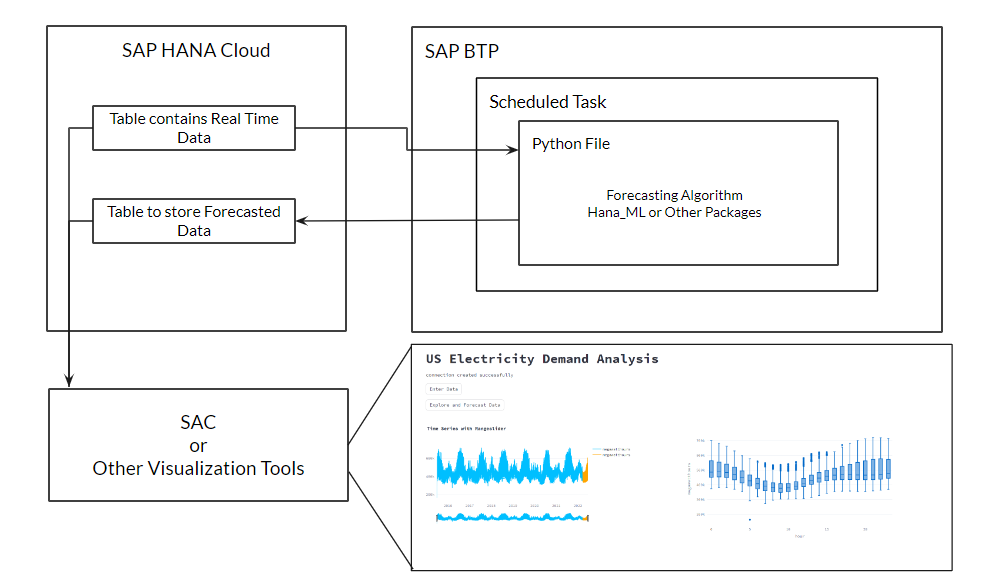 SAP HANA Cloud
Table contains Real Time
Data
Table to store Forecasted
Data
SAP BTP
Scheduled Task
Python File
Forecasting Algorithm
Hana_ML or Other Packages
SAC
or
Other Visualization Tools
US Electricity Demand Analysis
connection created successfully
Enter Data
Explore and Forecast Data
Time Series with Rangeslider